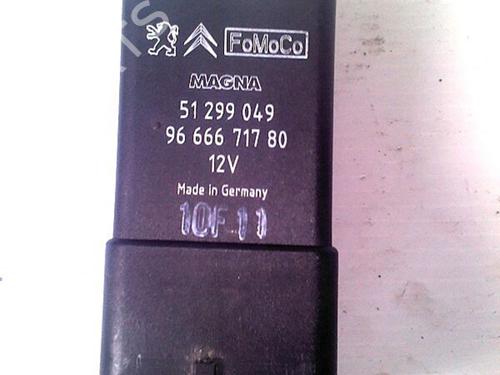 FoMoCo
MAGNA
51 299 049
96 666 717 80
12V
Made in Germany
10F11